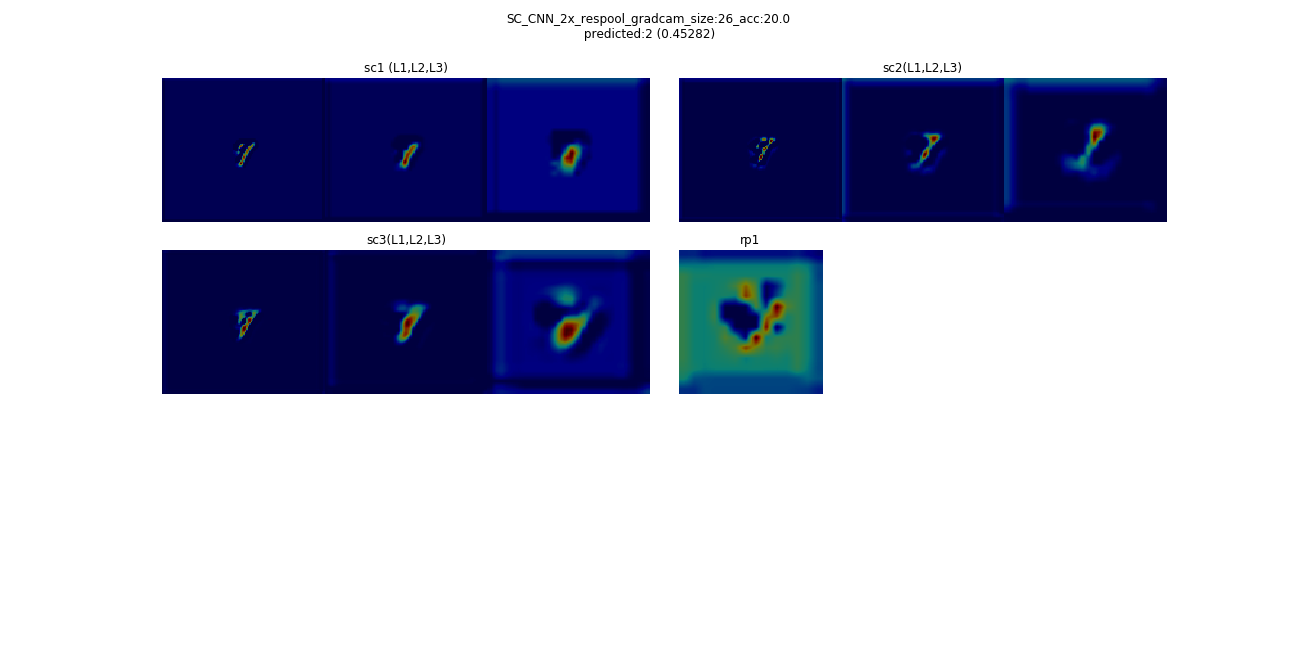 SC_CNN_2x_respool_gradcam_size:26_acc:20.0
predicted:2 (0.45282)
sc1 (L1,L2,L3)
sc2(L1,L2,L3)
sc3(L1,L2,L3)
rp1